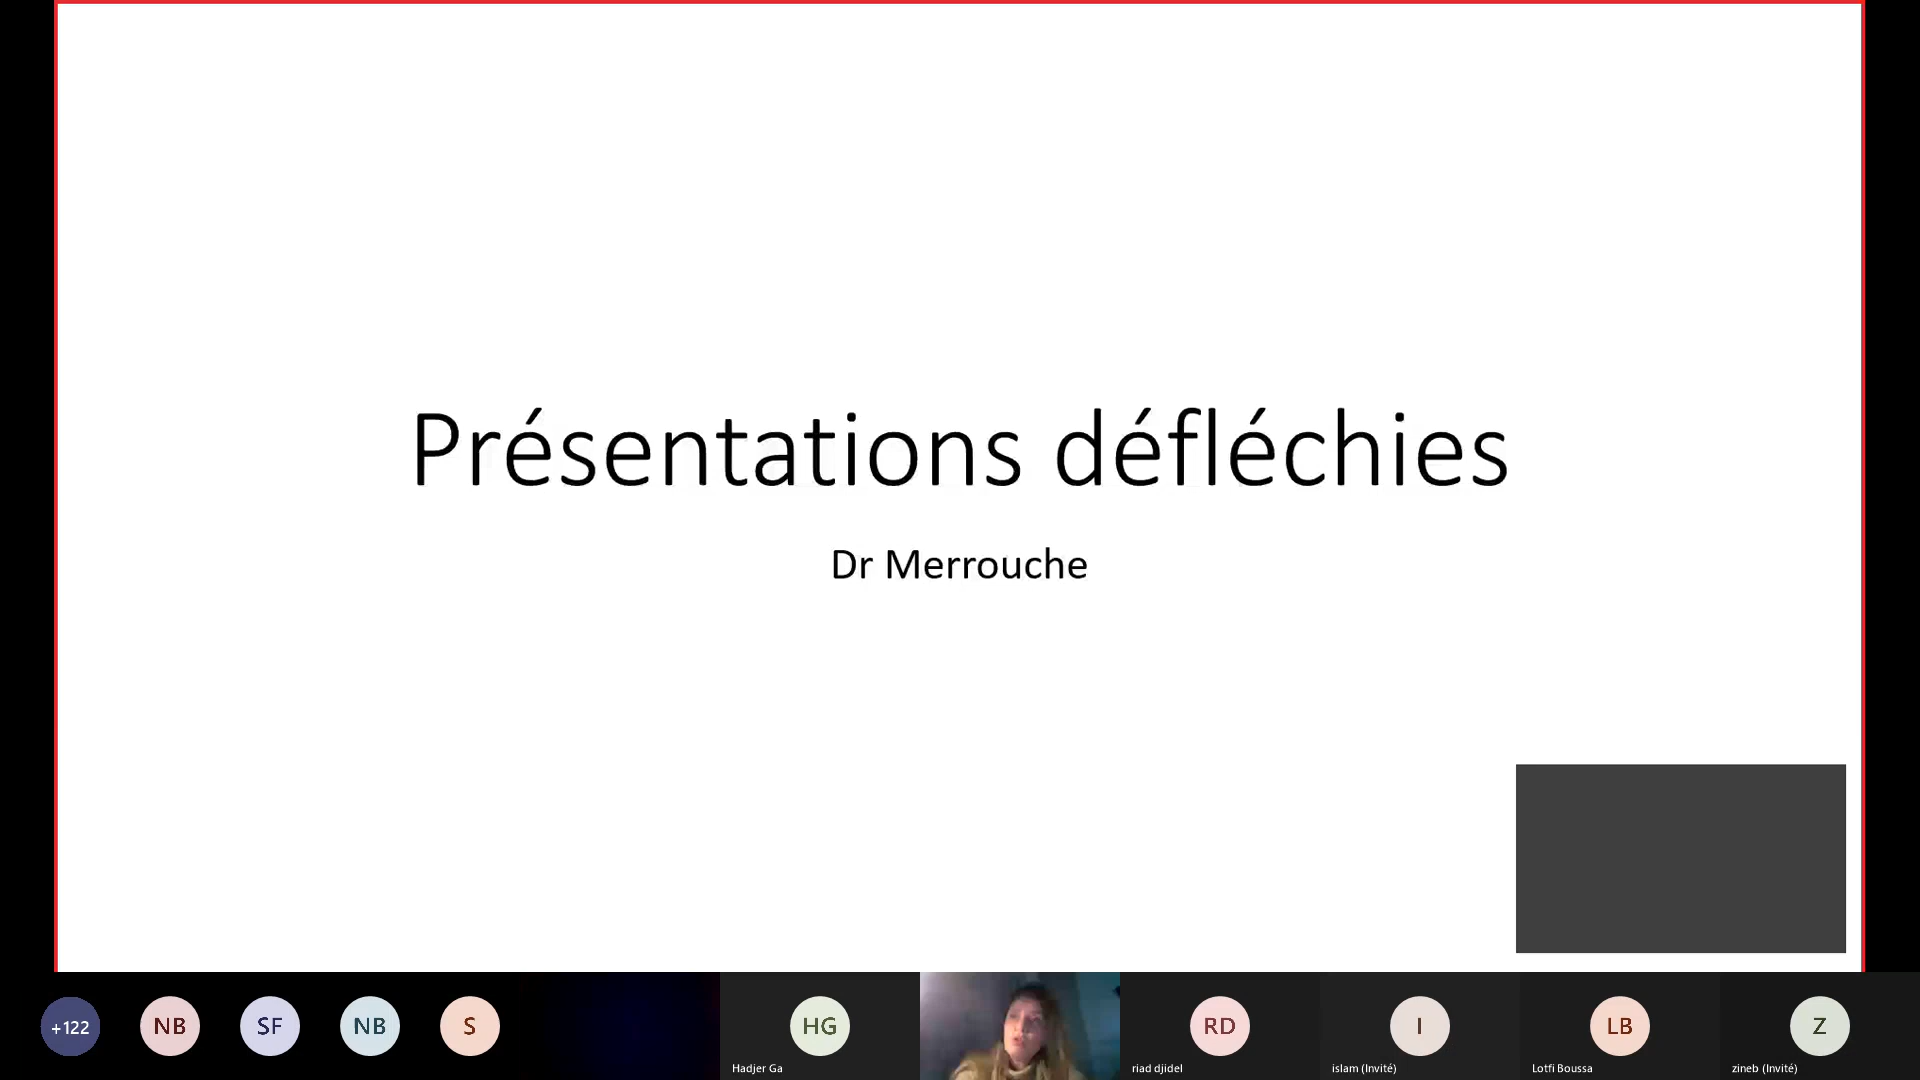 Présentations défléchies
Dr Merrouche
+122
NB
SF
NB
S
HG
RD
I
LB
Z
Hadjer Ga
riad djidel
islam (Invité)
Lotfi Boussa
zineb (Invité)